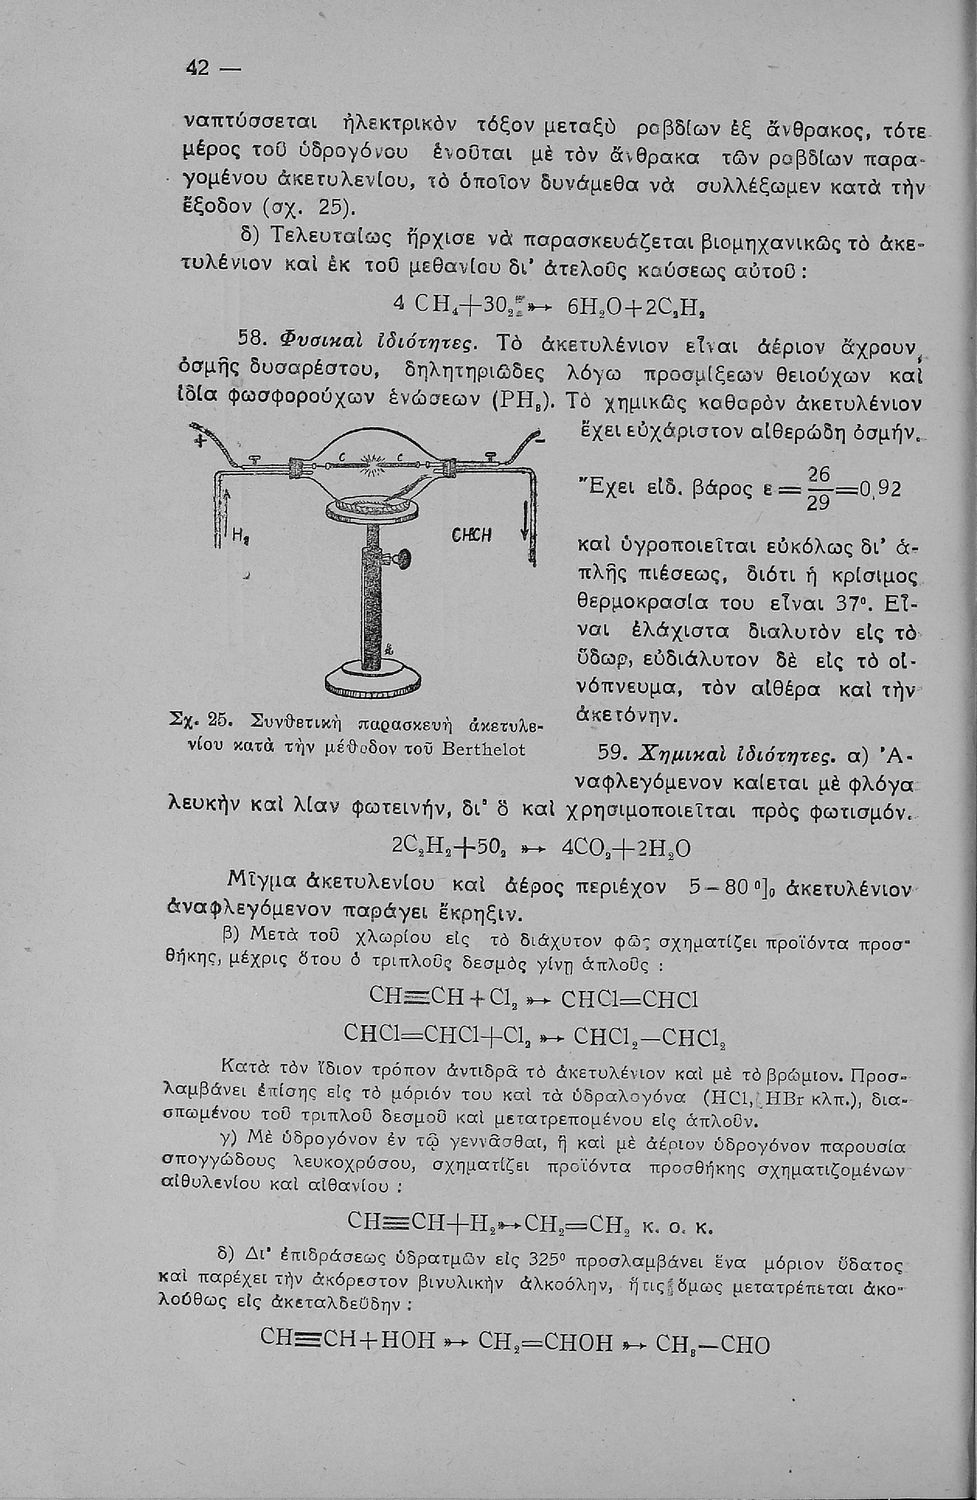 42 —
ναπτύσσεται ἠλεκτρικὸν τόξον μεταξὺ ραβδίων ἐξ ἄνθρακος, τότε
μέρος τοῦ ὑδρογόνου ἑνοῦται μὲ τὸν ἄνθρακα τῶν ραβδίων παρα-
γομένου ἀκετυλενίου, τὸ ὁποῖον δυνάμεθα νὰ συλλέξωμεν κατὰ τὴν
ἔξοδον (σχ. 25).
δ) Τελευταίως ἤρχισε νὰ παρασκευάζεται βιομηχανικῶς τὸ ἀκε-
τυλένιον καὶ ἐκ τοῦ μεθανίου δι' ἀτελοῦς καύσεως αὐτοῦ :
4 CH₄+3O₂ ➳ 6H₂O+2C₂H₂
58. Φυσικαὶ ἰδιότητες. Τὸ ἀκετυλένιον εἶναι ἀέριον ἄχρουν,
ὀσμῆς δυσαρέστου, δηλητηριῶδες λόγω προσμίξεων θειούχων καὶ
ἰδία φωσφορούχων ἑνώσεων (PH₃). Τὸ χημικῶς καθαρὸν ἀκετυλένιον
ἔχει εὐχάριστον αἰθερώδη ὀσμήν.
Ἔχει εἰδ. βάρος ε = 26/29 = 0,92
καὶ ὑγροποιεῖται εὐκόλως δι' ἁ-
πλῆς πιέσεως, διότι ἡ κρίσιμος
θερμοκρασία του εἶναι 37°. Εἶ-
ναι ἐλάχιστα διαλυτὸν εἰς τὸ
ὕδωρ, εὐδιάλυτον δὲ εἰς τὸ οἰ-
νόπνευμα, τὸν αἰθέρα καὶ τὴν
ἀκετόνην.
+
-
C C
H₂
CHCH
Σχ. 25. Συνθετικὴ παρασκευὴ ἀκετυλε-
νίου κατὰ τὴν μέθοδον τοῦ Berthelot
59. Χημικαὶ ἰδιότητες. α) Ἀ-
ναφλεγόμενον καίεται μὲ φλόγα
λευκὴν καὶ λίαν φωτεινήν, δι' ὃ καὶ χρησιμοποιεῖται πρὸς φωτισμόν.
2C₂H₂+5O₂ ➳ 4CO₂+2H₂O
Μῖγμα ἀκετυλενίου καὶ ἀέρος περιέχον 5 – 80 °]₀ ἀκετυλένιον
ἀναφλεγόμενον παράγει ἔκρηξιν.
β) Μετὰ τοῦ χλωρίου εἰς τὸ διάχυτον φῶς σχηματίζει προϊόντα προσ-
θήκης, μέχρις ὅτου ὁ τριπλοῦς δεσμὸς γίνῃ ἁπλοῦς :
CH≡CH + Cl₂ ➳ CHCl=CHCl
CHCl=CHCl+Cl₂ ➳ CHCl₂—CHCl₂
Κατὰ τὸν ἴδιον τρόπον ἀντιδρᾶ τὸ ἀκετυλένιον καὶ μὲ τὸ βρώμιον. Προσ-
λαμβάνει ἐπίσης εἰς τὸ μόριόν του καὶ τὰ ὑδραλογόνα (HCl, HBr κλπ.), δια-
σπωμένου τοῦ τριπλοῦ δεσμοῦ καὶ μετατρεπομένου εἰς ἁπλοῦν.
γ) Μὲ ὑδρογόνον ἐν τῷ γεννᾶσθαι, ἢ καὶ μὲ ἀέριον ὑδρογόνον παρουσία
σπογγώδους λευκοχρύσου, σχηματίζει προϊόντα προσθήκης σχηματιζομένων
αἰθυλενίου καὶ αἰθανίου :
CH≡CH+H₂ ➳ CH₂=CH₂ κ. ο. κ.
δ) Δι' ἐπιδράσεως ὑδρατμῶν εἰς 325° προσλαμβάνει ἕνα μόριον ὕδατος
καὶ παρέχει τὴν ἀκόρεστον βινυλικὴν ἀλκοόλην, ἥτις ὅμως μετατρέπεται ἀκο-
λούθως εἰς ἀκεταλδεΰδην :
CH≡CH+HOH ➳ CH₂=CHOH ➳ CH₃—CHO